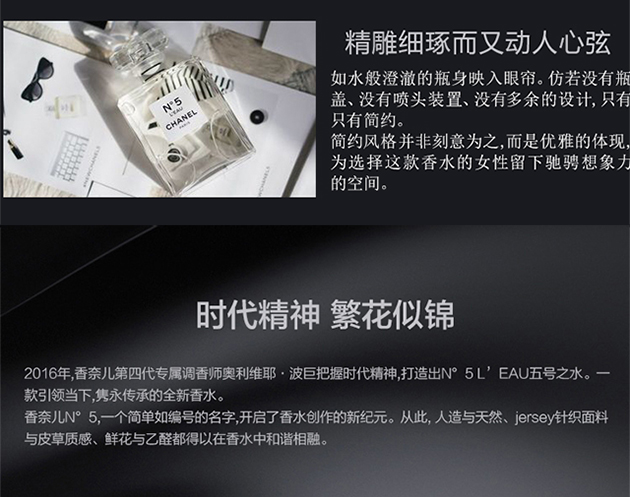 精雕细琢而又动人心弦
如水般澄澈的瓶身映入眼帘。仿若没有瓶
盖、没有喷头装置、没有多余的设计,只有
只有简约。
简约风格并非刻意为之,而是优雅的体现,
为选择这款香水的女性留下驰骋想象力
的空间。
N°5
L'EAU
CHANEL
PARIS
#NEWCHANEL5
时代精神 繁花似锦
2016年,香奈儿第四代专属调香师奥利维耶·波巨把握时代精神,打造出N°5 L'EAU五号之水。一
款引领当下,隽永传承的全新香水。
香奈儿N°5,一个简单如编号的名字,开启了香水创作的新纪元。从此,人造与天然、jersey针织面料
与皮草质感、鲜花与乙醛都得以在香水中和谐相融。